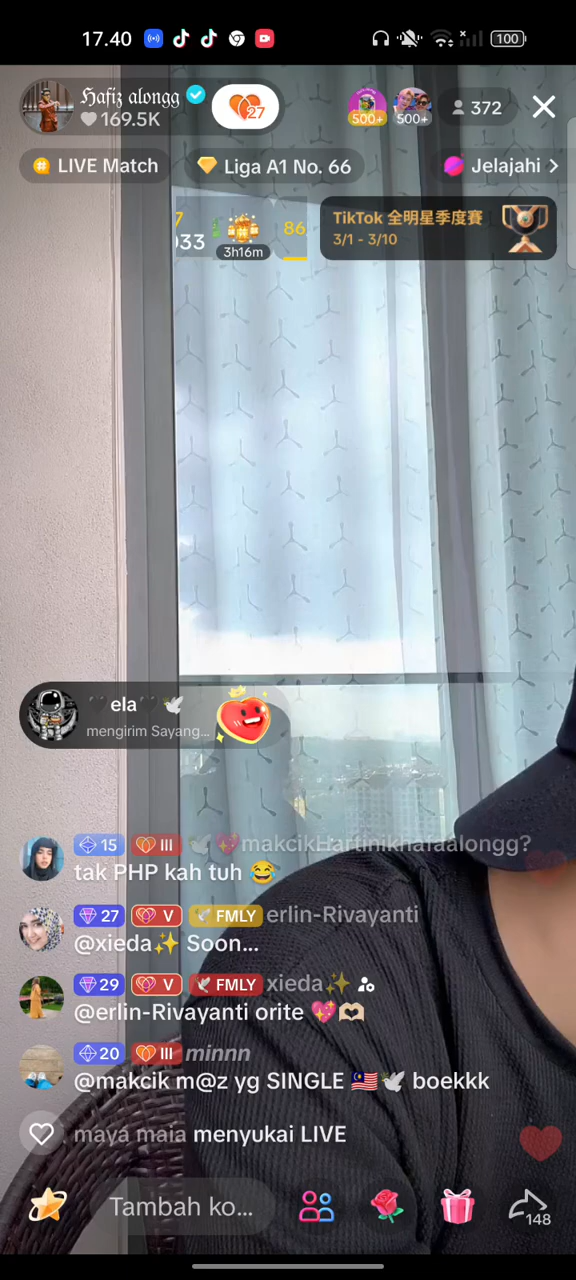 17.40
100
ℌ𝔞𝔣𝔦𝔷 𝔞𝔩𝔬𝔫𝔤𝔤
169.5K
27
500+
500+
372
LIVE Match
Liga A1 No. 66
Jelajahi >
7
33
3h16m
86
TikTok 全明星季度賽
3/1 - 3/10
🖤ela🖤🕊️
mengirim Sayang...
15 III 🕊️💖makcikHartinikhafaalongg?
tak PHP kah tuh 😂
27 V FMLY erlin-Rivayanti
@xieda✨ Soon...
29 V FMLY xieda✨
@erlin-Rivayanti orite 💖🫶🏻
20 III minnn
@makcik m@z yg SINGLE 🇲🇾🕊️ boekkk
maya maia menyukai LIVE
Tambah ko...
148